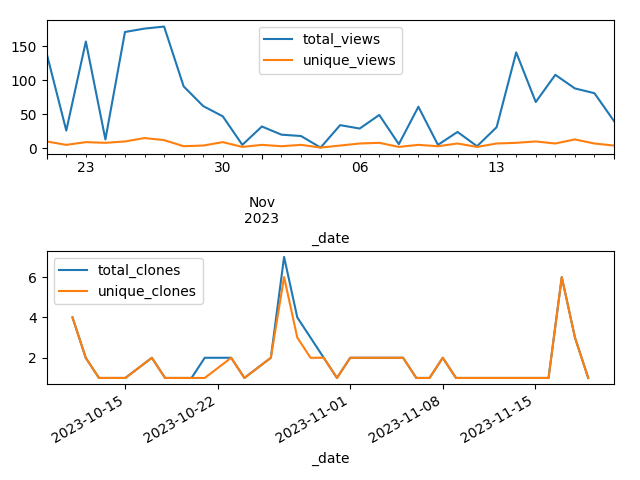 total_views
unique_views
150
100
50
0
23 30 06 13
Nov
2023
_date
total_clones
unique_clones
6
4
2
2023-10-15 2023-10-22 2023-11-01 2023-11-08 2023-11-15
_date